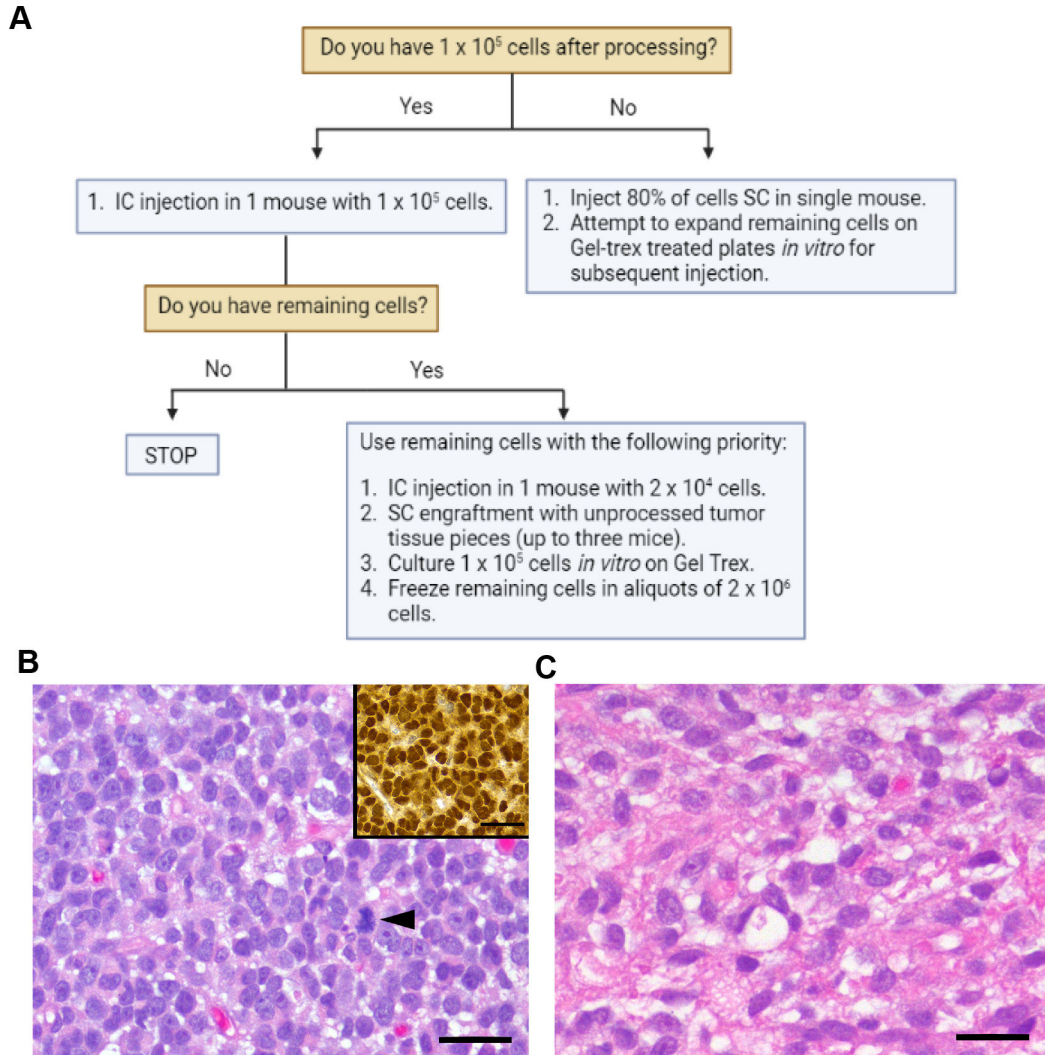 A
Do you have 1 x 10⁵ cells after processing?
Yes
No
1. IC injection in 1 mouse with 1 x 10⁵ cells.
1. Inject 80% of cells SC in single mouse.
2. Attempt to expand remaining cells on
Gel-trex treated plates in vitro for
subsequent injection.
Do you have remaining cells?
No
Yes
STOP
Use remaining cells with the following priority:
1. IC injection in 1 mouse with 2 x 10⁴ cells.
2. SC engraftment with unprocessed tumor
tissue pieces (up to three mice).
3. Culture 1 x 10⁵ cells in vitro on Gel Trex.
4. Freeze remaining cells in aliquots of 2 x 10⁶
cells.
B
C